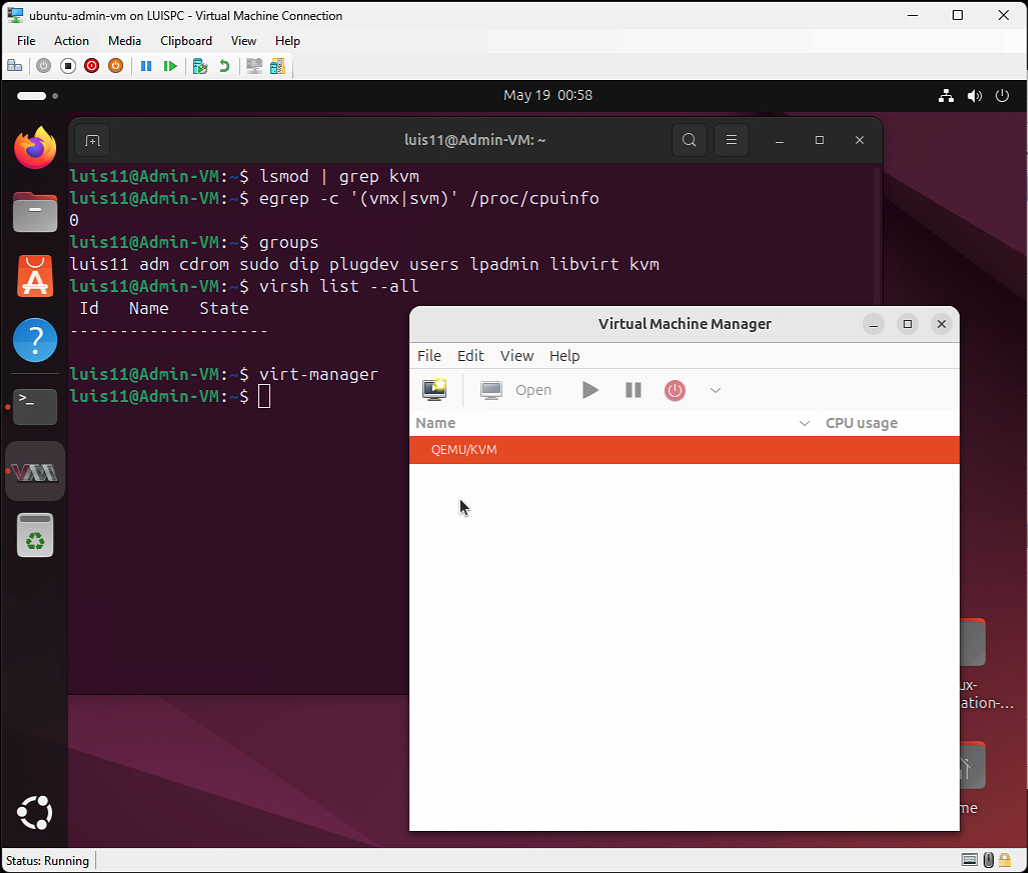 ubuntu-admin-vm on LUISPC - Virtual Machine Connection
File Action Media Clipboard View Help
May 19 00:58
luis11@Admin-VM: ~
luis11@Admin-VM:~$ lsmod | grep kvm
luis11@Admin-VM:~$ egrep -c '(vmx|svm)' /proc/cpuinfo
0
luis11@Admin-VM:~$ groups
luis11 adm cdrom sudo dip plugdev users lpadmin libvirt kvm
luis11@Admin-VM:~$ virsh list --all
Id Name State
--------------------
luis11@Admin-VM:~$ virt-manager
luis11@Admin-VM:~$
Virtual Machine Manager
File Edit View Help
Open
Name CPU usage
QEMU/KVM
ux-
ation-...
me
Status: Running